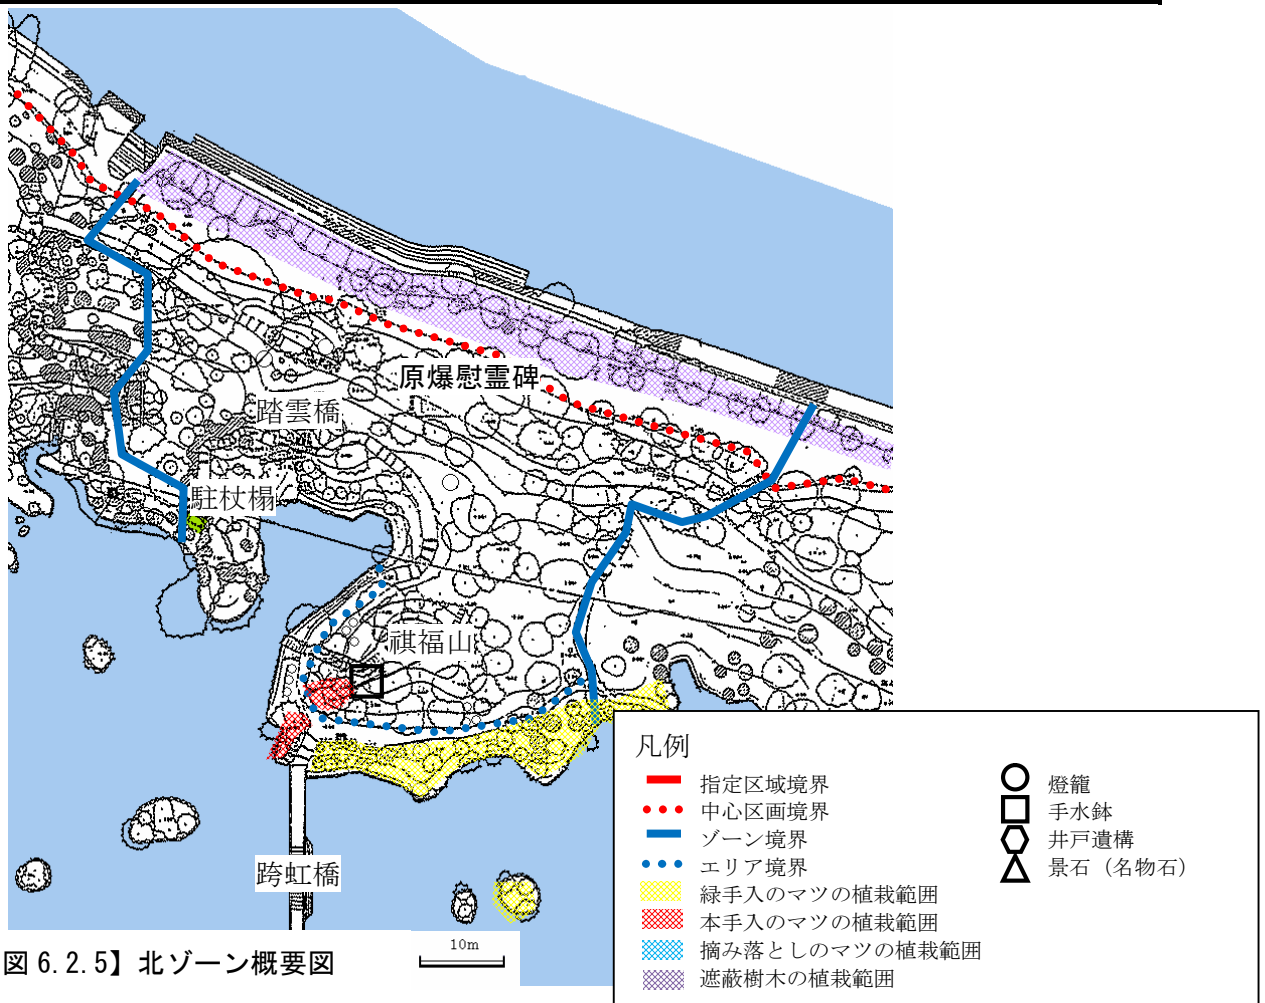 原爆慰霊碑
踏雲橋
駐杖榻
祺福山
跨虹橋
10m
図 6.2.5】北ゾーン概要図
凡例
指定区域境界
中心区画境界
ゾーン境界
エリア境界
緑手入のマツの植栽範囲
本手入のマツの植栽範囲
摘み落としのマツの植栽範囲
遮蔽樹木の植栽範囲
燈籠
手水鉢
井戸遺構
景石（名物石）